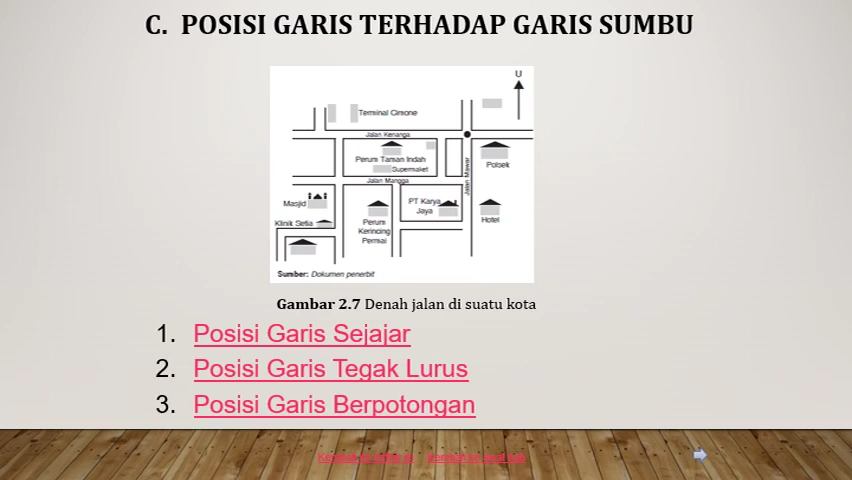 C. POSISI GARIS TERHADAP GARIS SUMBU
U
Terminal Cimone
Jalan Kenanga
Perum Taman Indah
Supermaket
Polsek
Jalan Mawar
Jalan Mangga
Masjid
PT Karya
Jaya
Klinik Setia
Perum
Kerincing
Permai
Hotel
Sumber: Dokumen penerbit
Gambar 2.7 Denah jalan di suatu kota
1. Posisi Garis Sejajar
2. Posisi Garis Tegak Lurus
3. Posisi Garis Berpotongan